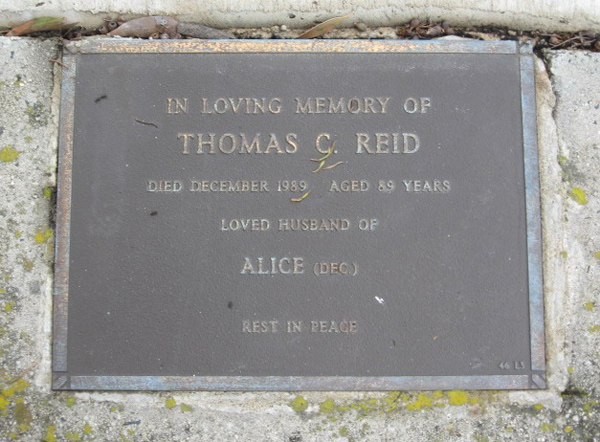 IN LOVING MEMORY OF
THOMAS C. REID
DIED DECEMBER 1989 AGED 89 YEARS
LOVED HUSBAND OF
ALICE (DEC)
REST IN PEACE